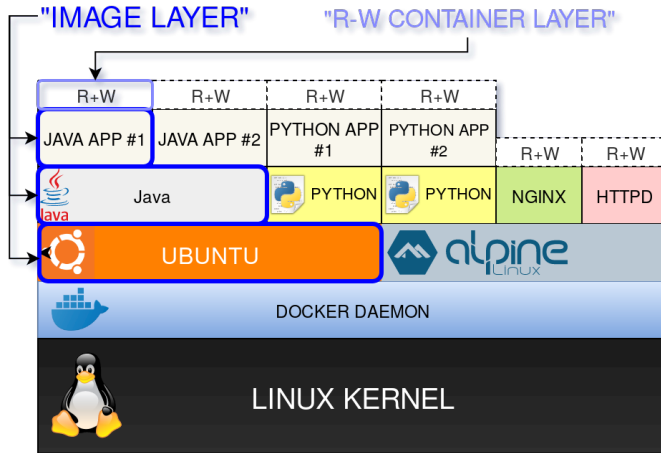 "IMAGE LAYER"
"R-W CONTAINER LAYER"
R+W
R+W
R+W
R+W
JAVA APP #1
JAVA APP #2
PYTHON APP
#1
PYTHON APP
#2
R+W
R+W
Java
Java
PYTHON
PYTHON
NGINX
HTTPD
UBUNTU
alpine
Linux
DOCKER DAEMON
LINUX KERNEL